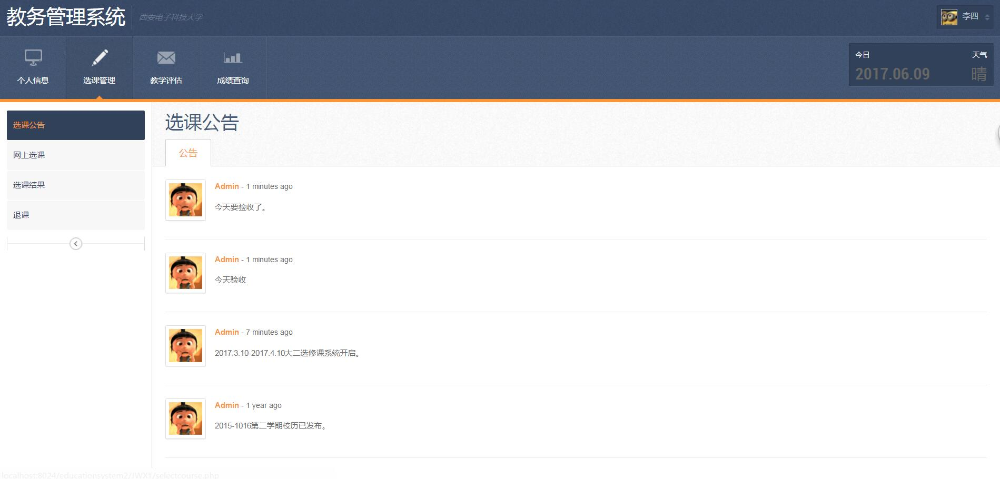 教务管理系统
西安电子科技大学
李四
个人信息
选课管理
教学评估
成绩查询
今日
天气
2017.06.09
晴
选课公告
网上选课
选课结果
退课
选课公告
公告
Admin - 1 minutes ago
今天要验收了。
Admin - 1 minutes ago
今天验收
Admin - 7 minutes ago
2017.3.10-2017.4.10大二选修课系统开启。
Admin - 1 year ago
2015-1016第二学期校历已发布。
localhost:8024/educationsystem2/JWXT/selectcourse.php